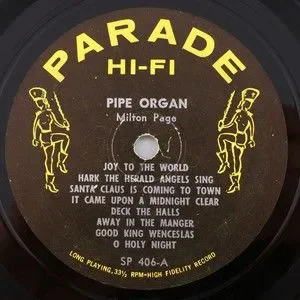 PARADE
HI-FI
PIPE ORGAN
Milton Page
JOY TO THE WORLD
HARK THE HERALD ANGELS SING
SANTA CLAUS IS COMING TO TOWN
IT CAME UPON A MIDNIGHT CLEAR
DECK THE HALLS
AWAY IN THE MANGER
GOOD KING WENCESLAS
O HOLY NIGHT
SP 406-A
LONG PLAYING, 33⅓ RPM-HIGH FIDELITY RECORD